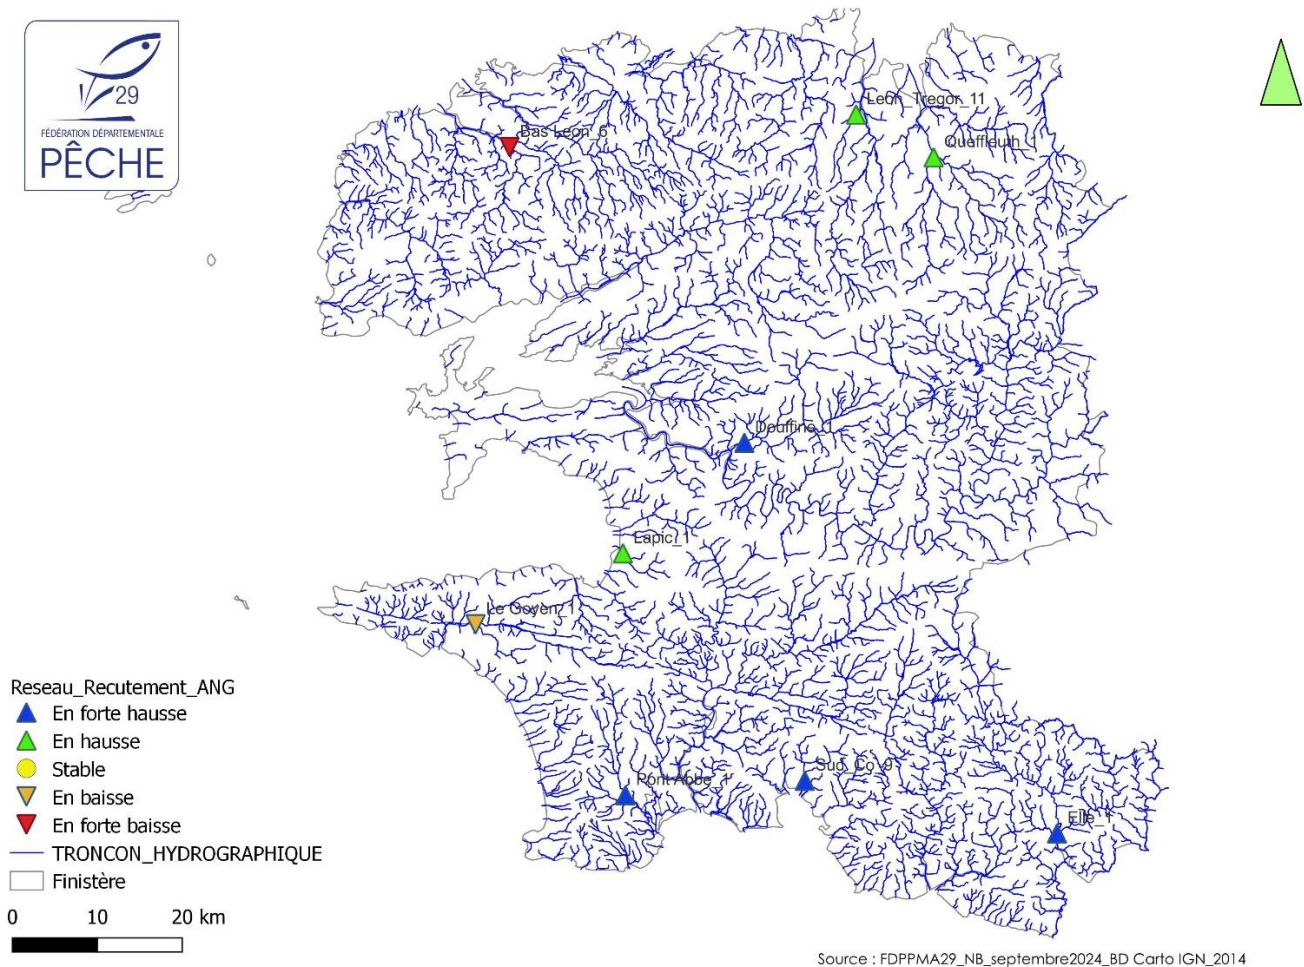 29
FÉDÉRATION DÉPARTEMENTALE
PÊCHE
Leon_Tregor_11
Bas Leon_6
Queffleuth_1
Douffine_1
Lapic_1
Le Goyen_1
Sud_Co_9
Pont Abbe_1
Elle_1
Reseau_Recutement_ANG
En forte hausse
En hausse
Stable
En baisse
En forte baisse
TRONCON_HYDROGRAPHIQUE
Finistère
0 10 20 km
Source : FDPPMA29_NB_septembre2024_BD Carto IGN_2014